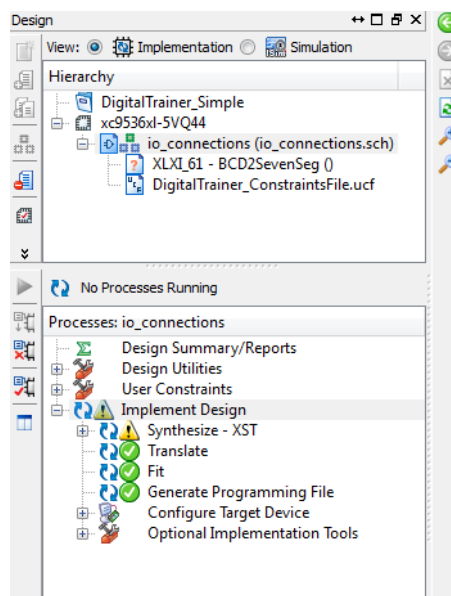 Design
View: Implementation Simulation
Hierarchy
DigitalTrainer_Simple
xc9536xl-5VQ44
io_connections (io_connections.sch)
XLXI_61 - BCD2SevenSeg ()
DigitalTrainer_ConstraintsFile.ucf
No Processes Running
Processes: io_connections
Design Summary/Reports
Design Utilities
User Constraints
Implement Design
Synthesize - XST
Translate
Fit
Generate Programming File
Configure Target Device
Optional Implementation Tools